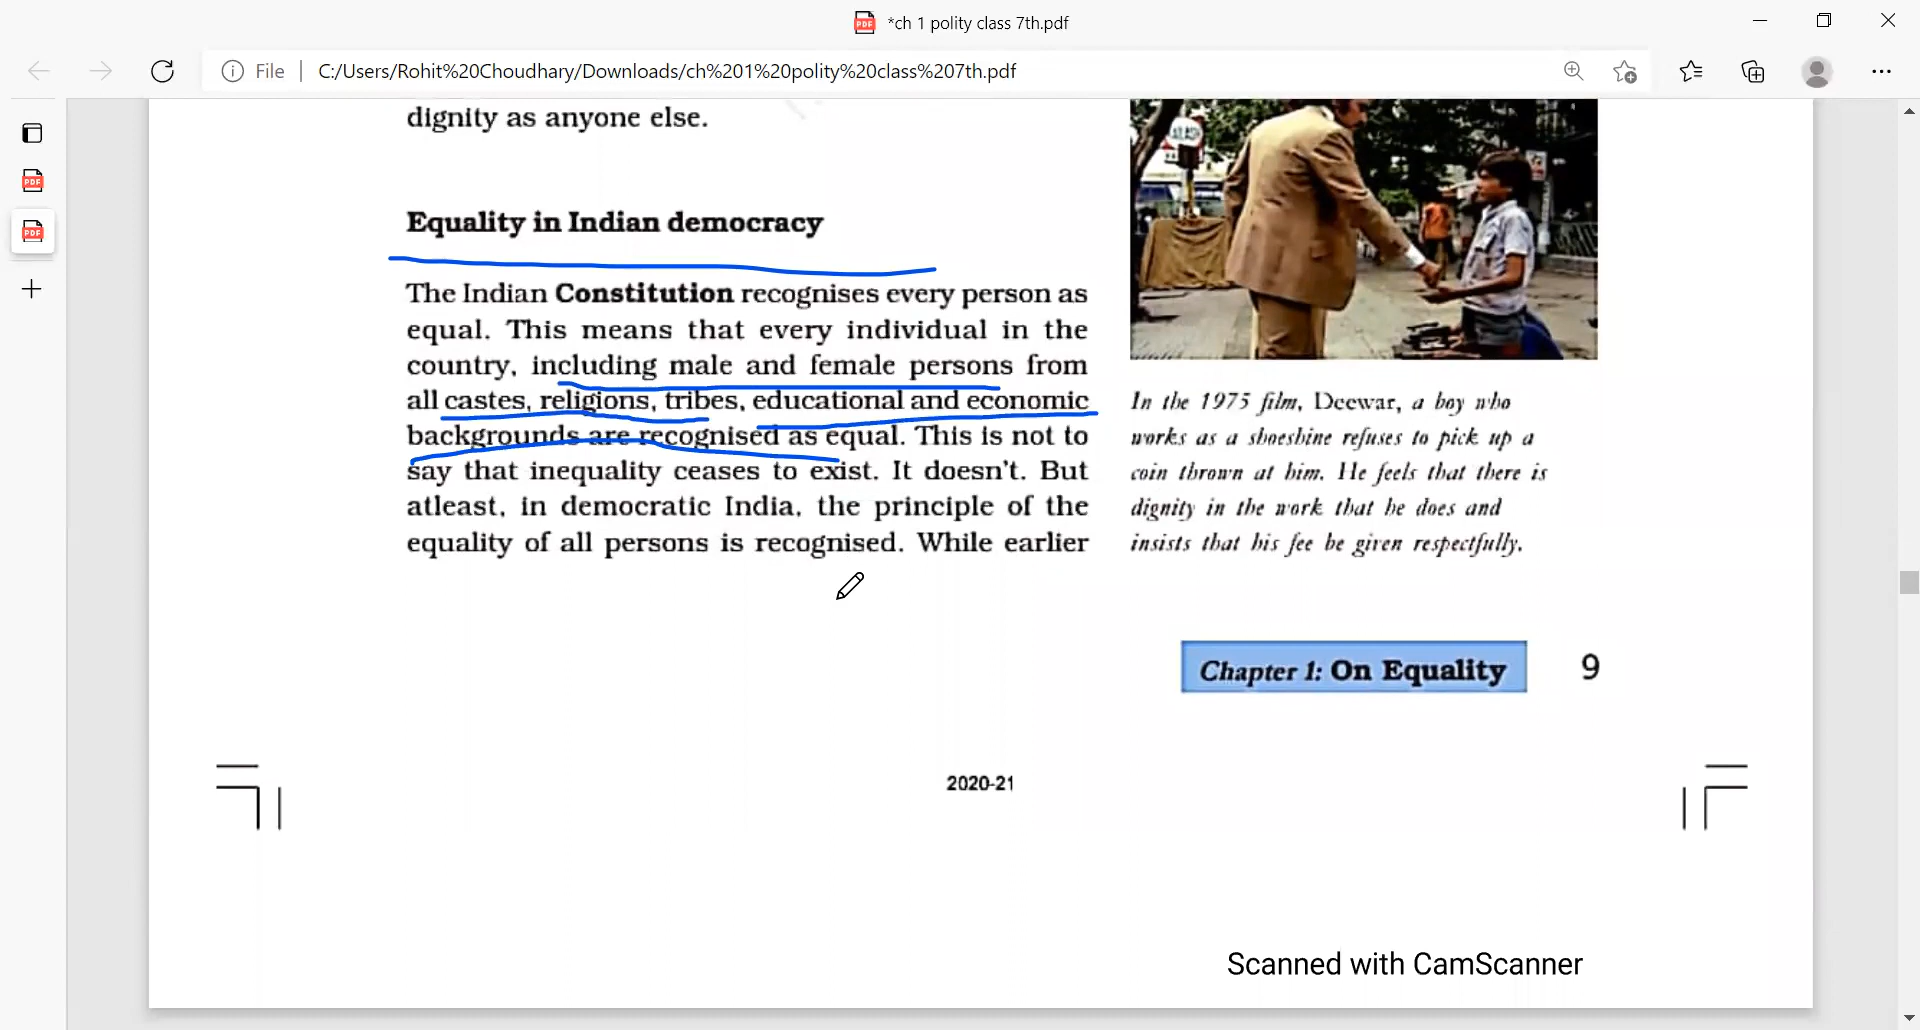 *ch 1 polity class 7th.pdf
File
C:/Users/Rohit%20Choudhary/Downloads/ch%201%20polity%20class%207th.pdf
dignity as anyone else.
Equality in Indian democracy
The Indian Constitution recognises every person as
equal. This means that every individual in the
country, including male and female persons from
all castes, religions, tribes, educational and economic
backgrounds are recognised as equal. This is not to
say that inequality ceases to exist. It doesn't. But
atleast, in democratic India, the principle of the
equality of all persons is recognised. While earlier
In the 1975 film, Deewar, a boy who
works as a shoeshine refuses to pick up a
coin thrown at him. He feels that there is
dignity in the work that he does and
insists that his fee be given respectfully.
Chapter 1: On Equality 9
2020-21
Scanned with CamScanner